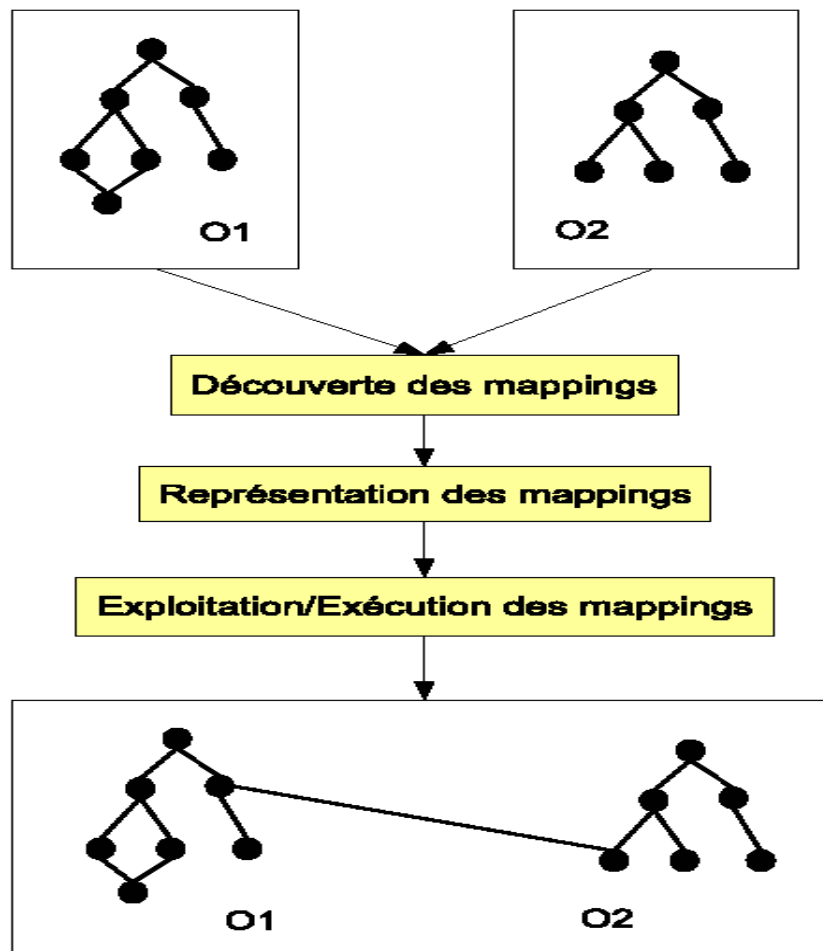 O1
O2
Découverte des mappings
Représentation des mappings
Exploitation/Exécution des mappings
O1
O2